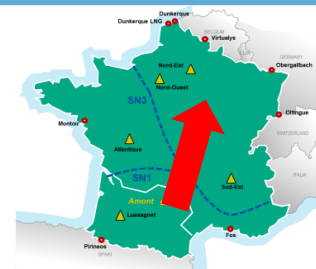 Dunkerque
Dunkerque LNG
BELGIUM
Virtualys
Nord-Est
GERMANY
Obergailbach
Nord-Ouest
SN3
Oltingue
Montoir
SWITZERLAND
Atlantique
SN1
ITALIA
Sud-Est
Amont
Lussagnet
Fos
Pirineos
SPAIN